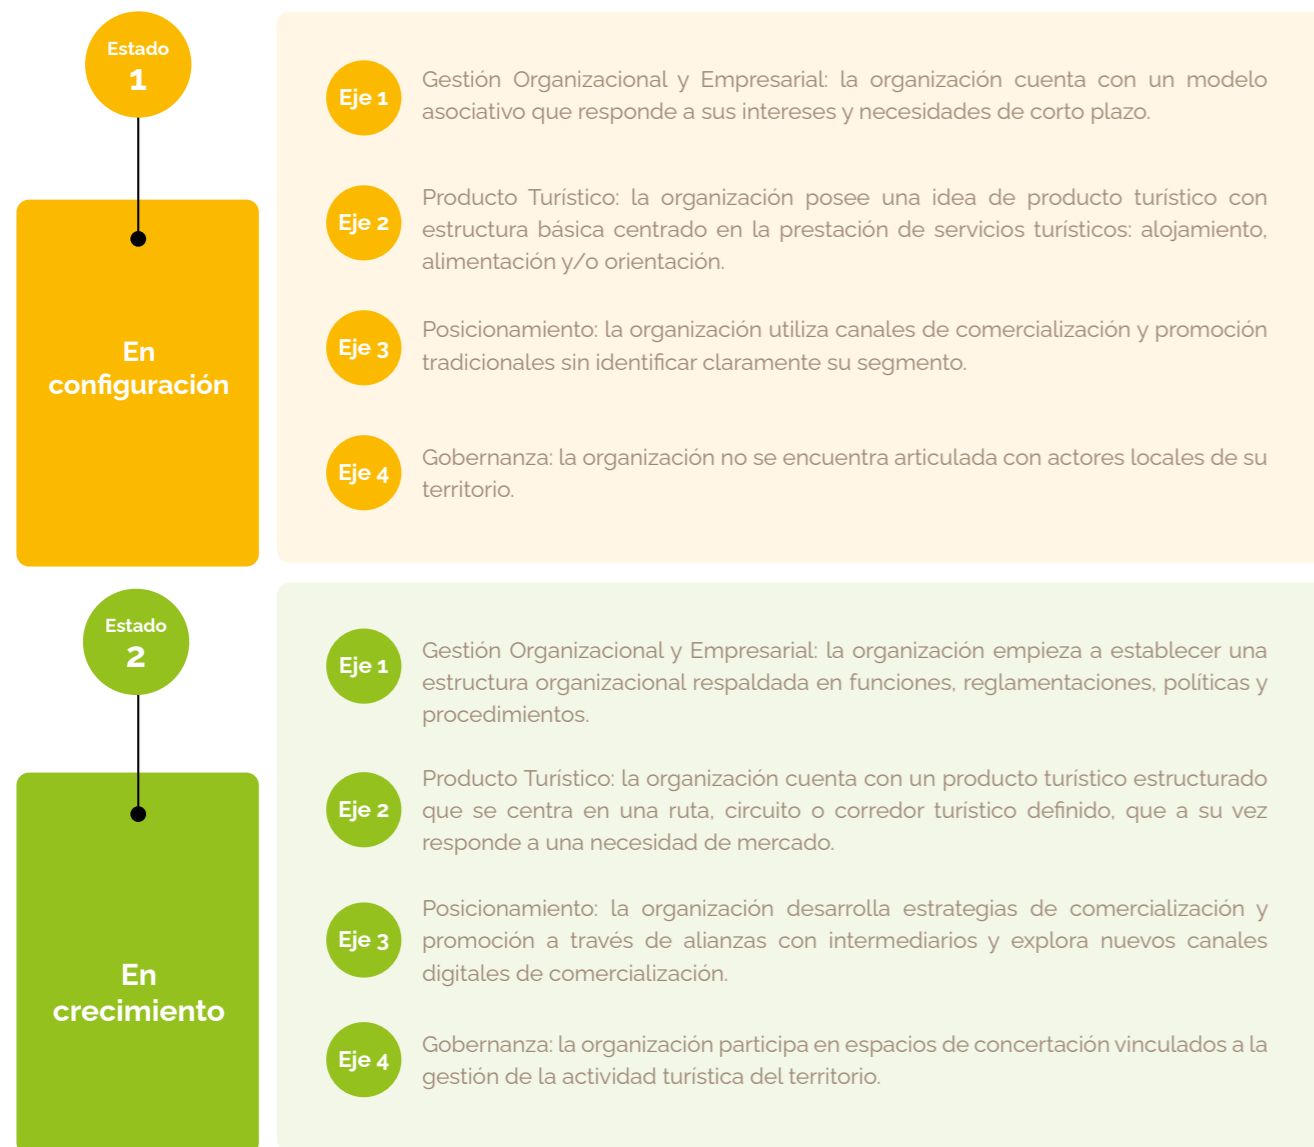 Estado
1
En
configuración
Eje 1
Gestión Organizacional y Empresarial: la organización cuenta con un modelo
asociativo que responde a sus intereses y necesidades de corto plazo.
Eje 2
Producto Turístico: la organización posee una idea de producto turístico con
estructura básica centrado en la prestación de servicios turísticos: alojamiento,
alimentación y/o orientación.
Eje 3
Posicionamiento: la organización utiliza canales de comercialización y promoción
tradicionales sin identificar claramente su segmento.
Eje 4
Gobernanza: la organización no se encuentra articulada con actores locales de su
territorio.
Estado
2
En
crecimiento
Eje 1
Gestión Organizacional y Empresarial: la organización empieza a establecer una
estructura organizacional respaldada en funciones, reglamentaciones, políticas y
procedimientos.
Eje 2
Producto Turístico: la organización cuenta con un producto turístico estructurado
que se centra en una ruta, circuito o corredor turístico definido, que a su vez
responde a una necesidad de mercado.
Eje 3
Posicionamiento: la organización desarrolla estrategias de comercialización y
promoción a través de alianzas con intermediarios y explora nuevos canales
digitales de comercialización.
Eje 4
Gobernanza: la organización participa en espacios de concertación vinculados a la
gestión de la actividad turística del territorio.